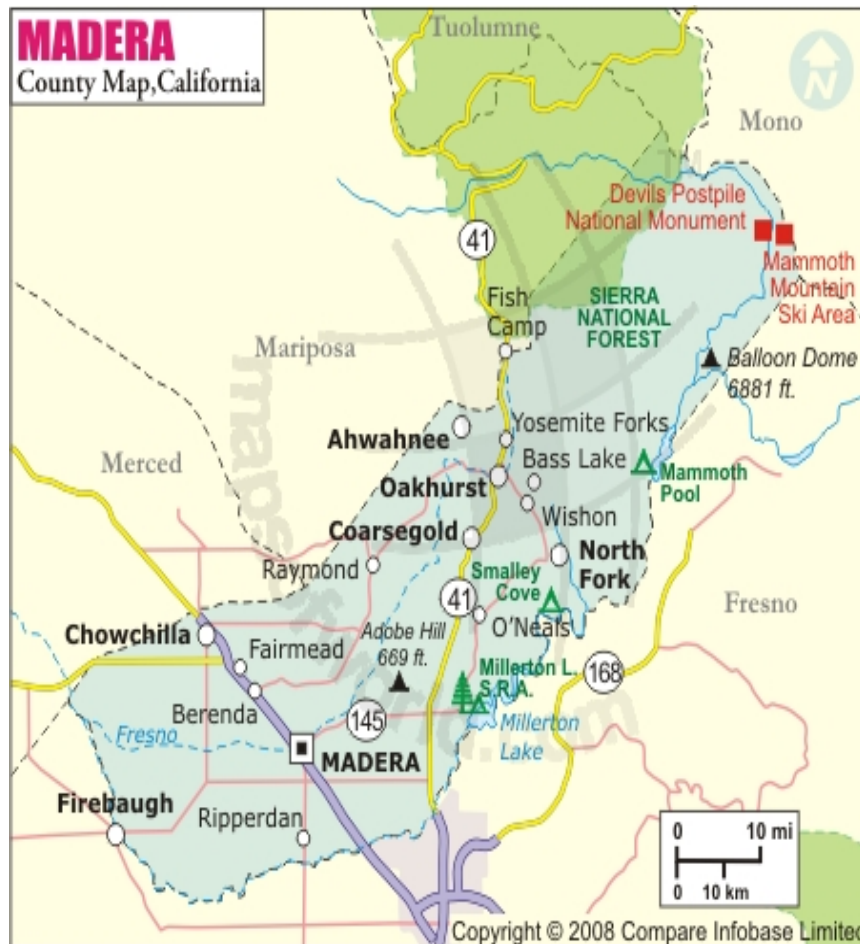 MADERA
County Map,California
Tuolumne
N
Mono
TM
Devils Postpile
National Monument
41
Mammoth
Mountain
Ski Area
Fish
Camp
SIERRA
NATIONAL
FOREST
Mariposa
Balloon Dome
6881 ft.
Ahwahnee
Yosemite Forks
Merced
Bass Lake
Mammoth
Pool
Oakhurst
Wishon
Coarsegold
North
Fork
Raymond
Smalley
Cove
41
Fresno
O'Neals
Chowchilla
Adobe Hill
669 ft.
Fairmead
Millerton L.
S.R.A.
168
Berenda
145
Millerton
Lake
Fresno
MADERA
Firebaugh
Ripperdan
0 10 mi
0 10 km
mapsofworld.com
Copyright © 2008 Compare Infobase Limited